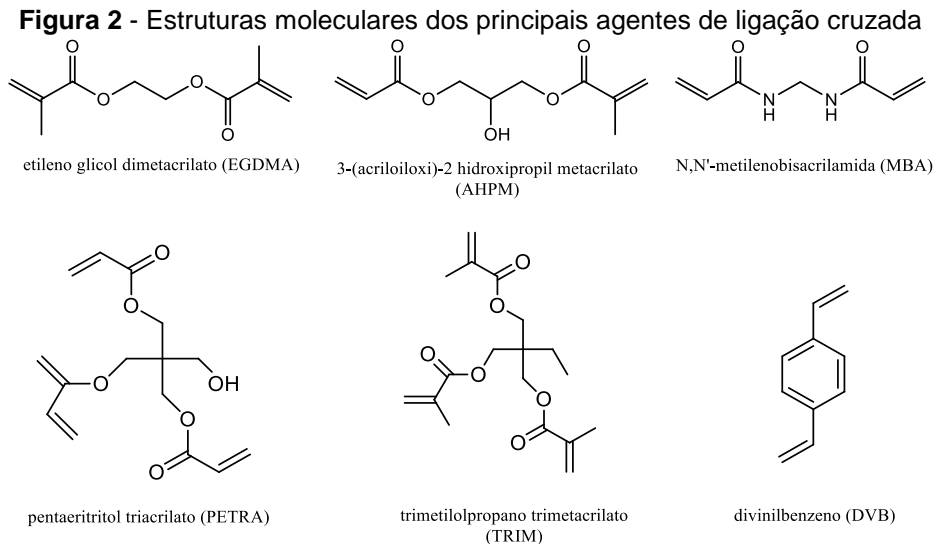 Figura 2 - Estruturas moleculares dos principais agentes de ligação cruzada
O
O
O
O
etileno glicol dimetacrilato (EGDMA)
O
O
O
O
OH
3-(acriloiloxi)-2 hidroxipropil metacrilato
(AHPM)
O
O
N
H
N
H
N,N'-metilenobisacrilamida (MBA)
O
O
O
OH
O
O
pentaeritritol triacrilato (PETRA)
O
O
O
O
O
O
trimetilolpropano trimetacrilato
(TRIM)
divinilbenzeno (DVB)